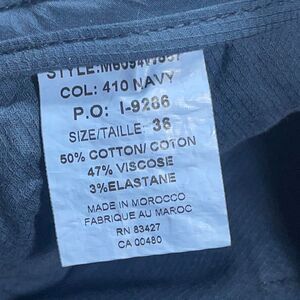 COL: 410 NAVY
P.O: I-9286
SIZE/TAILLE: 36
50% COTTON/ COTON
47% VISCOSE
3%ELASTANE
MADE IN MOROCCO
FABRIQUE AU MAROC
RN 83427
CA 00480